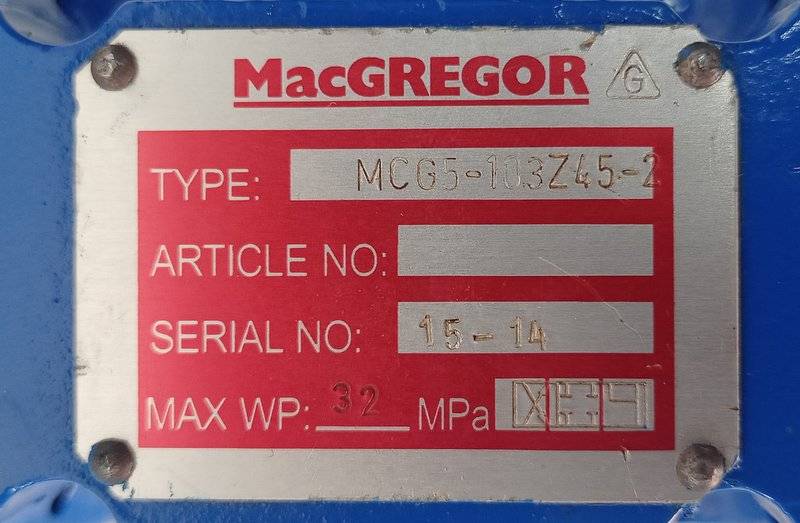 MacGREGOR G
TYPE: MCG5-103Z45-2
ARTICLE NO:
SERIAL NO: 15-14
MAX WP: 32 MPa